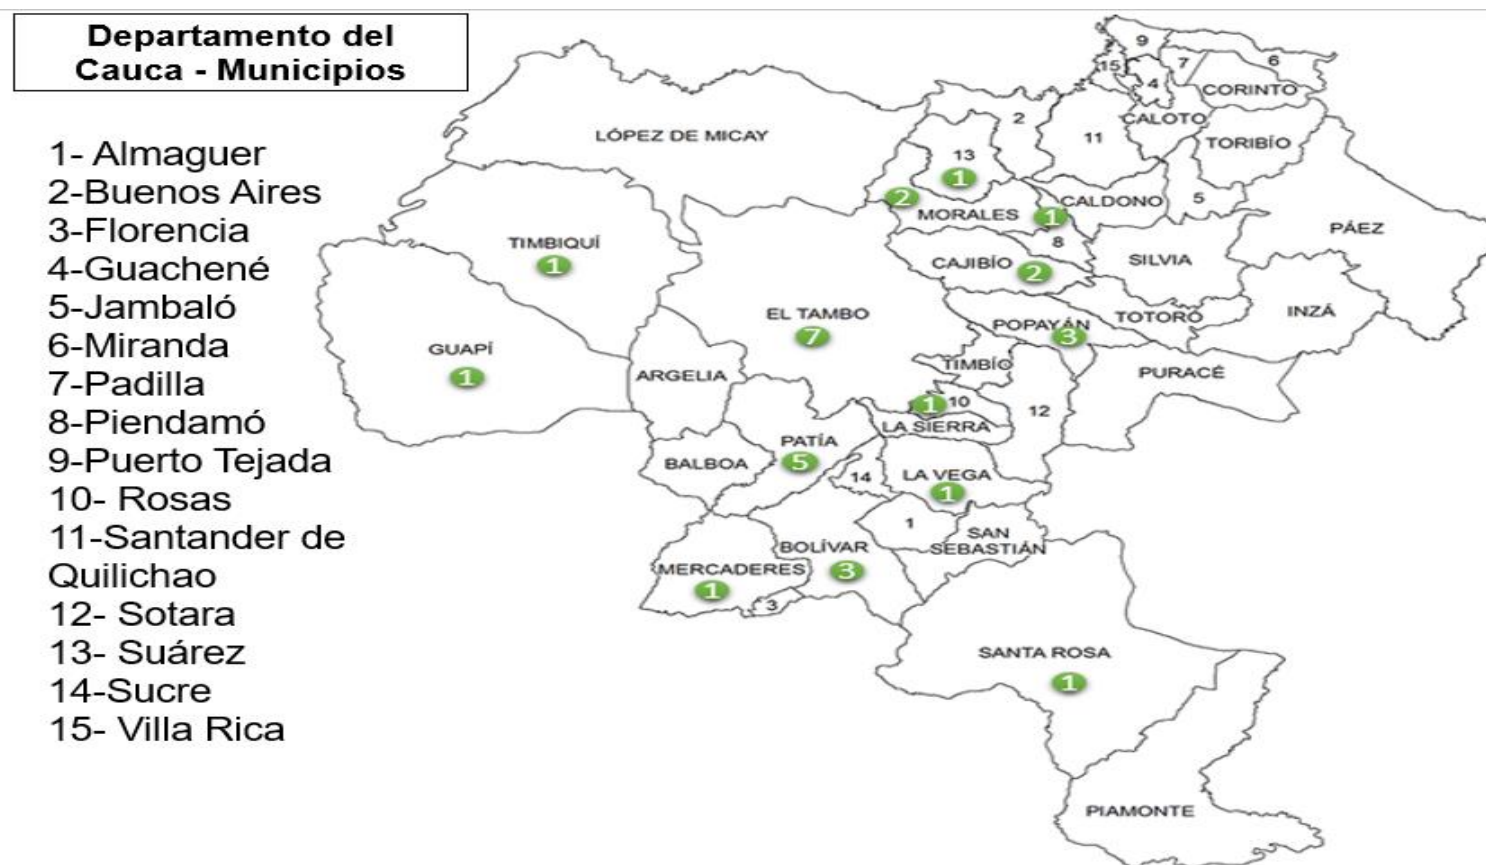 Departamento del
Cauca - Municipios
1- Almaguer
2-Buenos Aires
3-Florencia
4-Guachené
5-Jambaló
6-Miranda
7-Padilla
8-Piendamó
9-Puerto Tejada
10- Rosas
11-Santander de
Quilichao
12- Sotara
13- Suárez
14-Sucre
15- Villa Rica
9
15
7
6
4
CORINTO
2
CALOTO
LÓPEZ DE MICAY
11
TORIBÍO
13
1
2
CALDONO
5
MORALES
1
PÁEZ
TIMBIQUÍ
8
1
CAJIBÍO
SILVIA
2
EL TAMBO
INZÁ
TOTORÓ
POPAYÁN
7
3
GUAPÍ
TIMBÍO
PURACÉ
1
ARGELIA
1
10
12
LA SIERRA
PATÍA
5
BALBOA
14
LA VEGA
1
1
SAN
SEBASTIÁN
BOLÍVAR
3
MERCADERES
1
3
SANTA ROSA
1
PIAMONTE